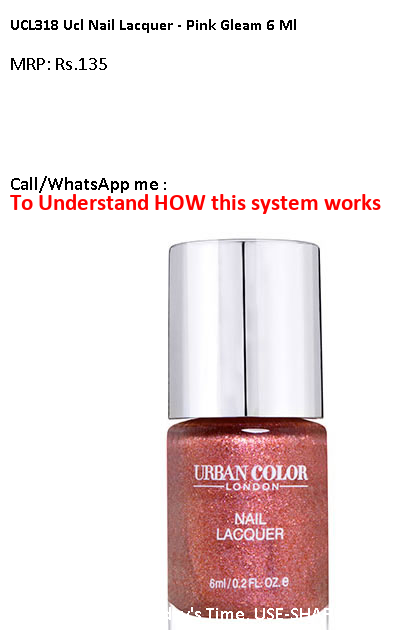 UCL318 Ucl Nail Lacquer - Pink Gleam 6 Ml
MRP: Rs.135
Call/WhatsApp me :
To Understand HOW this system works
URBAN COLOR
LONDON
NAIL
LACQUER
6ml/0.2 FL. OZ. e
Time. USE-